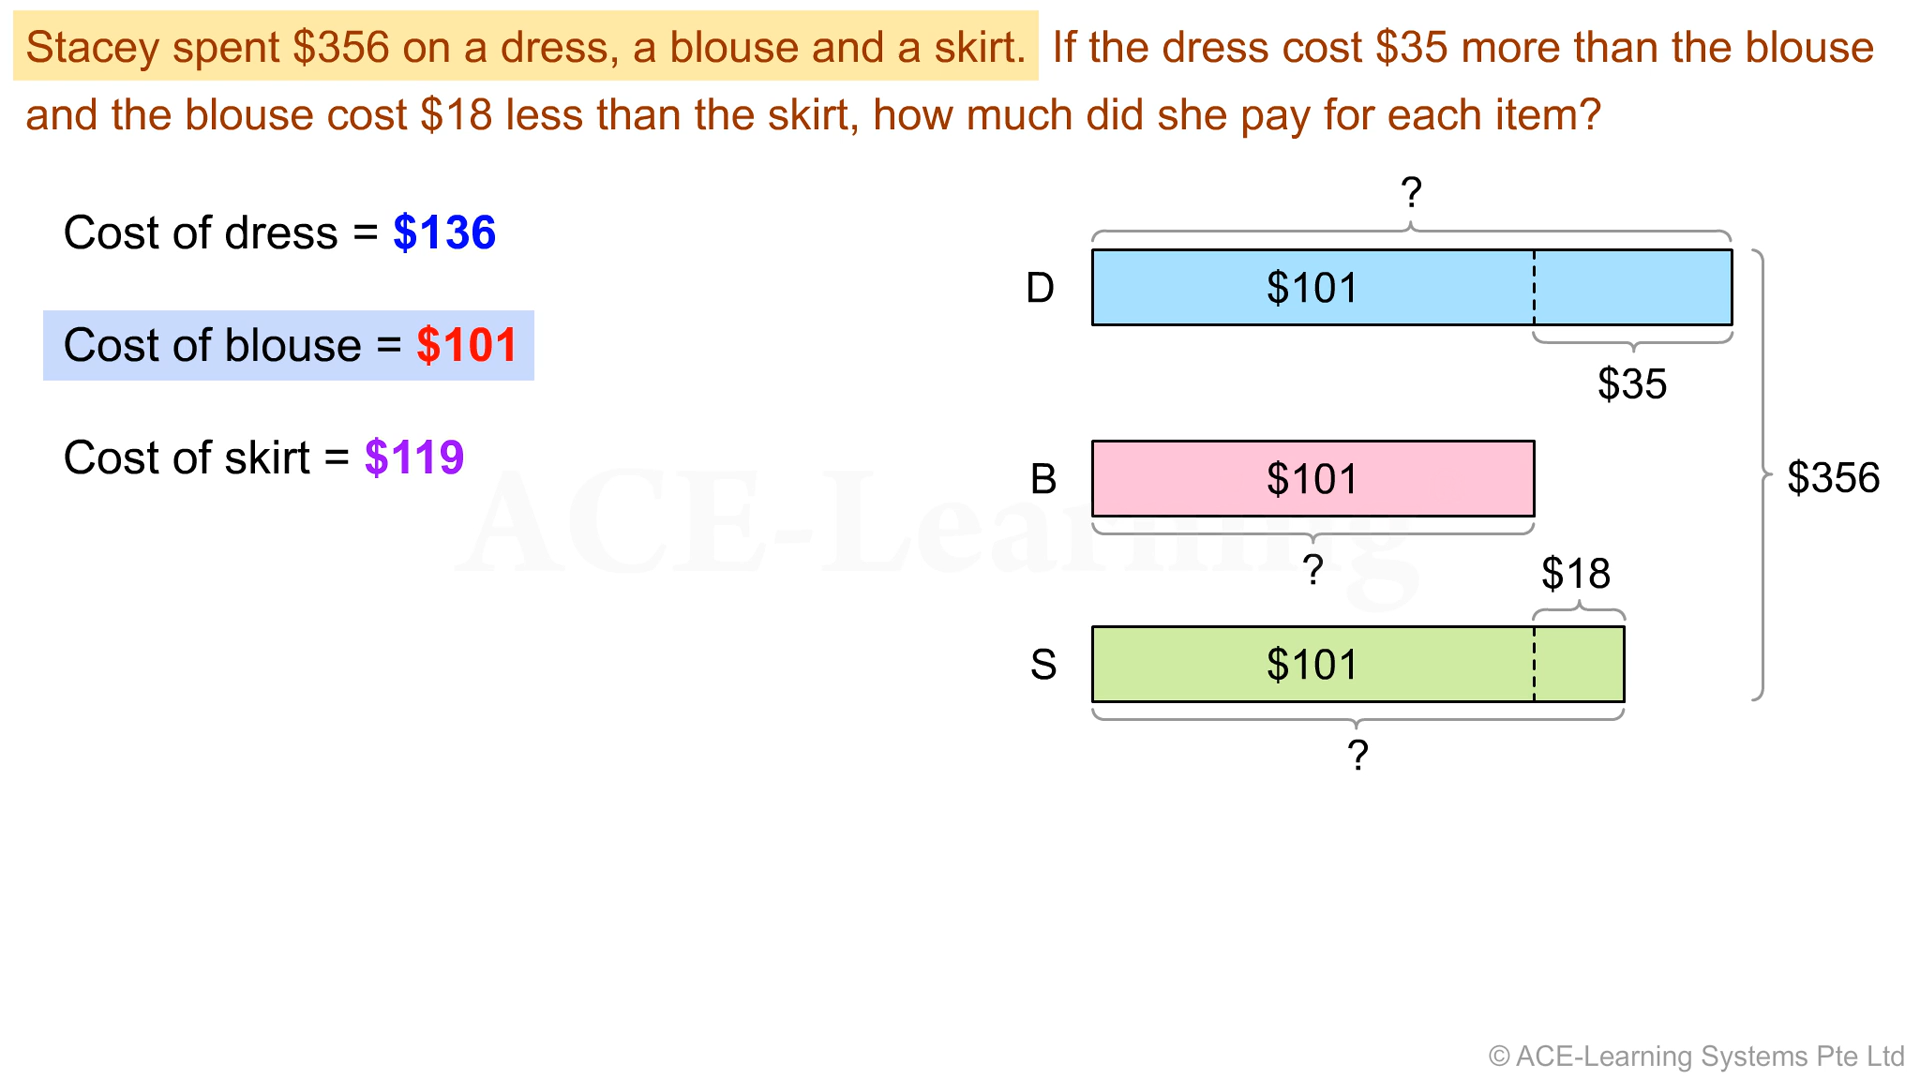 Stacey spent $356 on a dress, a blouse and a skirt. If the dress cost $35 more than the blouse
and the blouse cost $18 less than the skirt, how much did she pay for each item?
?
Cost of dress = $136
D
$101
$35
Cost of blouse = $101
B
$101
$356
?
Cost of skirt = $119
$18
S
$101
?
ACE-Learning
© ACE-Learning Systems Pte Ltd